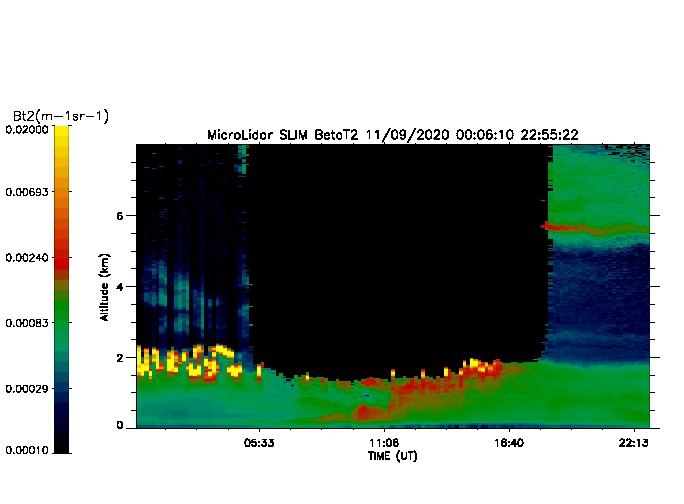 Bt2(m-1sr-1)
MicroLidar SLIM BetaT2 11/09/2020 00:06:10 22:55:22
0.02000
0.00693
0.00240
0.00083
0.00029
0.00010
Altitude (km)
6
4
2
0
05:33 11:06 16:40 22:13
TIME (UT)